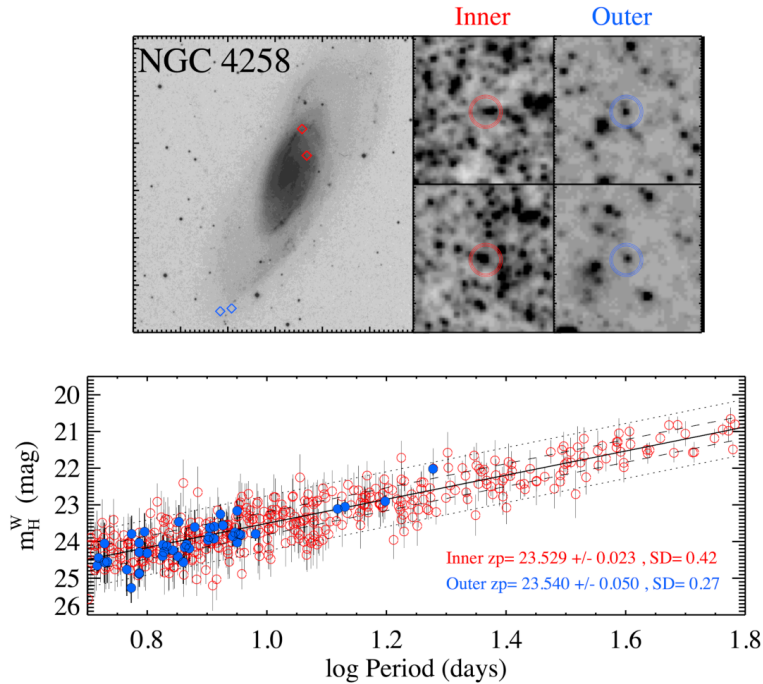 Inner Outer
NGC 4258
20
21
22
23
24
25
26
m_H^W (mag)
Inner zp= 23.529 +/- 0.023 , SD= 0.42
Outer zp= 23.540 +/- 0.050 , SD= 0.27
0.8 1.0 1.2 1.4 1.6 1.8
log Period (days)